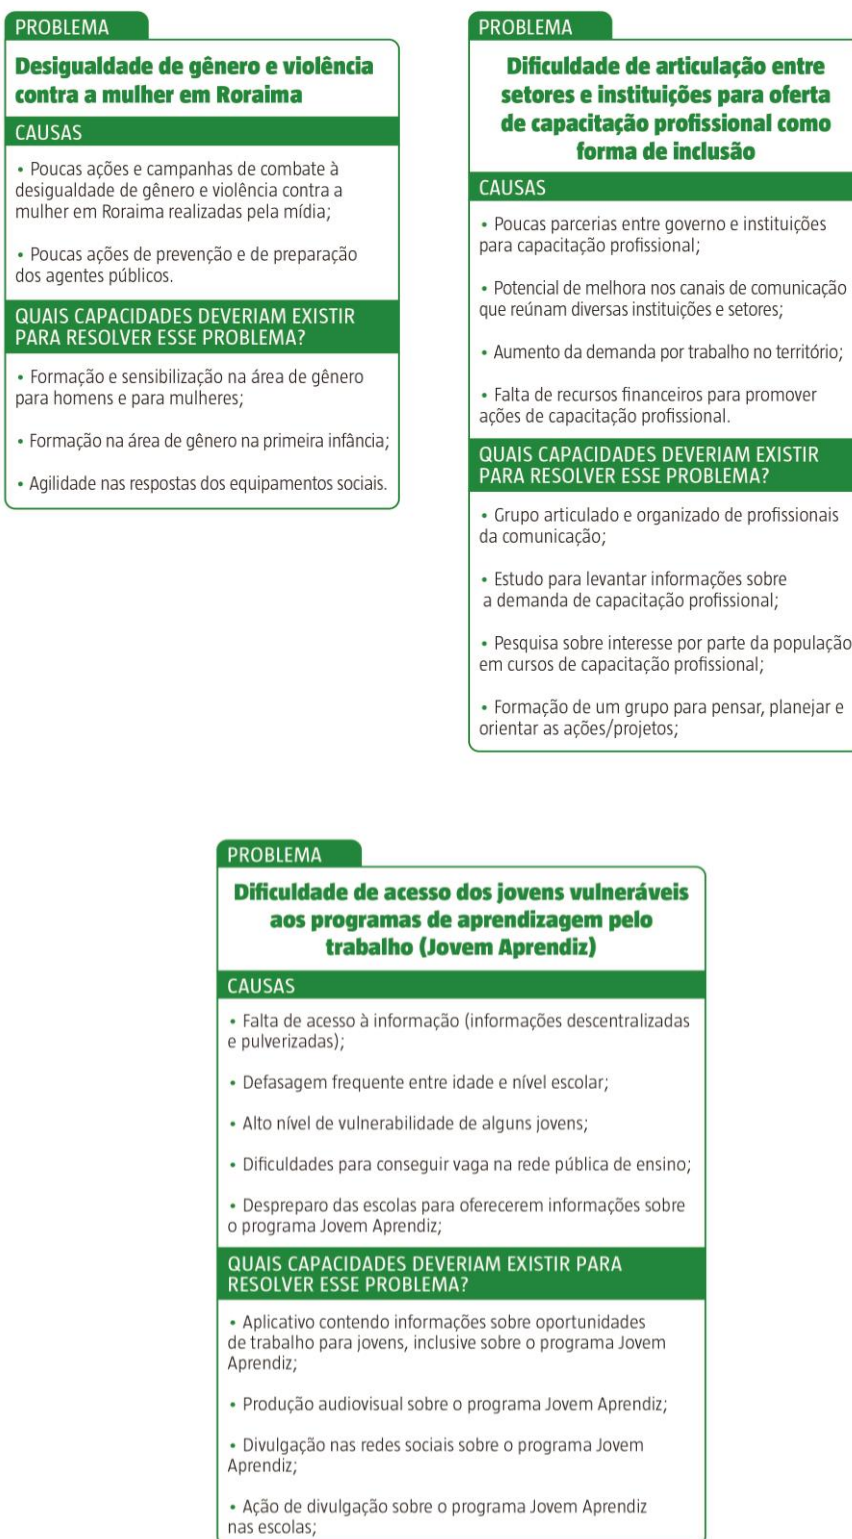 PROBLEMA
Desigualdade de gênero e violência
contra a mulher em Roraima
CAUSAS
• Poucas ações e campanhas de combate à
desigualdade de gênero e violência contra a
mulher em Roraima realizadas pela mídia;
• Poucas ações de prevenção e de preparação
dos agentes públicos.
QUAIS CAPACIDADES DEVERIAM EXISTIR
PARA RESOLVER ESSE PROBLEMA?
• Formação e sensibilização na área de gênero
para homens e para mulheres;
• Formação na área de gênero na primeira infância;
• Agilidade nas respostas dos equipamentos sociais.
PROBLEMA
Dificuldade de articulação entre
setores e instituições para oferta
de capacitação profissional como
forma de inclusão
CAUSAS
• Poucas parcerias entre governo e instituições
para capacitação profissional;
• Potencial de melhora nos canais de comunicação
que reúnam diversas instituições e setores;
• Aumento da demanda por trabalho no território;
• Falta de recursos financeiros para promover
ações de capacitação profissional.
QUAIS CAPACIDADES DEVERIAM EXISTIR
PARA RESOLVER ESSE PROBLEMA?
• Grupo articulado e organizado de profissionais
da comunicação;
• Estudo para levantar informações sobre
a demanda de capacitação profissional;
• Pesquisa sobre interesse por parte da população
em cursos de capacitação profissional;
• Formação de um grupo para pensar, planejar e
orientar as ações/projetos;
PROBLEMA
Dificuldade de acesso dos jovens vulneráveis
aos programas de aprendizagem pelo
trabalho (Jovem Aprendiz)
CAUSAS
• Falta de acesso à informação (informações descentralizadas
e pulverizadas);
• Defasagem frequente entre idade e nível escolar;
• Alto nível de vulnerabilidade de alguns jovens;
• Dificuldades para conseguir vaga na rede pública de ensino;
• Despreparo das escolas para oferecerem informações sobre
o programa Jovem Aprendiz;
QUAIS CAPACIDADES DEVERIAM EXISTIR PARA
RESOLVER ESSE PROBLEMA?
• Aplicativo contendo informações sobre oportunidades
de trabalho para jovens, inclusive sobre o programa Jovem
Aprendiz;
• Produção audiovisual sobre o programa Jovem Aprendiz;
• Divulgação nas redes sociais sobre o programa Jovem
Aprendiz;
• Ação de divulgação sobre o programa Jovem Aprendiz
nas escolas;